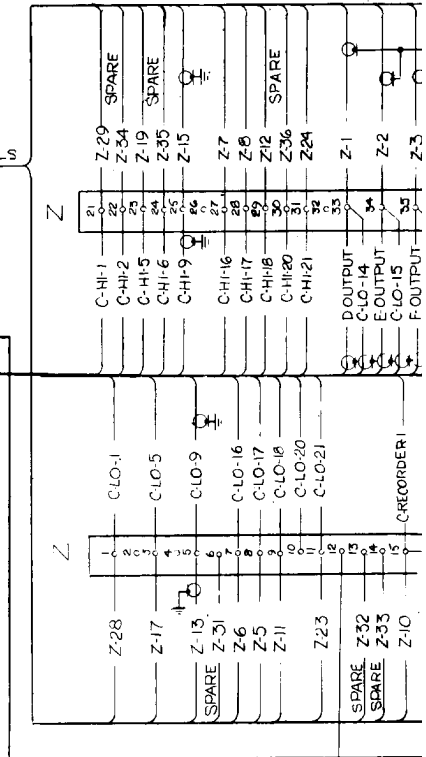 S
SPARE
SPARE
SPARE
Z-29
Z-34
Z-19
Z-35
Z-15
Z-7
Z-8
Z-12
Z-36
Z-24
Z-1
Z-2
Z-3
Z
21
22
23
24
25
26
27
28
29
30
31
32
33
34
35
C-HI-1
C-HI-2
C-HI-5
C-HI-6
C-HI-9
C-HI-16
C-HI-17
C-HI-18
C-HI-20
C-HI-21
D OUTPUT
C-LO-14
E-OUTPUT
C-LO-15
F-OUTPUT
C-LO-1
C-LO-5
C-LO-9
C-LO-16
C-LO-17
C-LO-18
C-LO-20
C-LO-21
C-RECORDER-1
Z
1
2
3
4
5
6
7
8
9
10
11
12
13
14
15
Z-28
Z-17
Z-13
Z-31
Z-6
Z-5
Z-11
Z-23
Z-32
Z-33
Z-10
SPARE
SPARE
SPARE